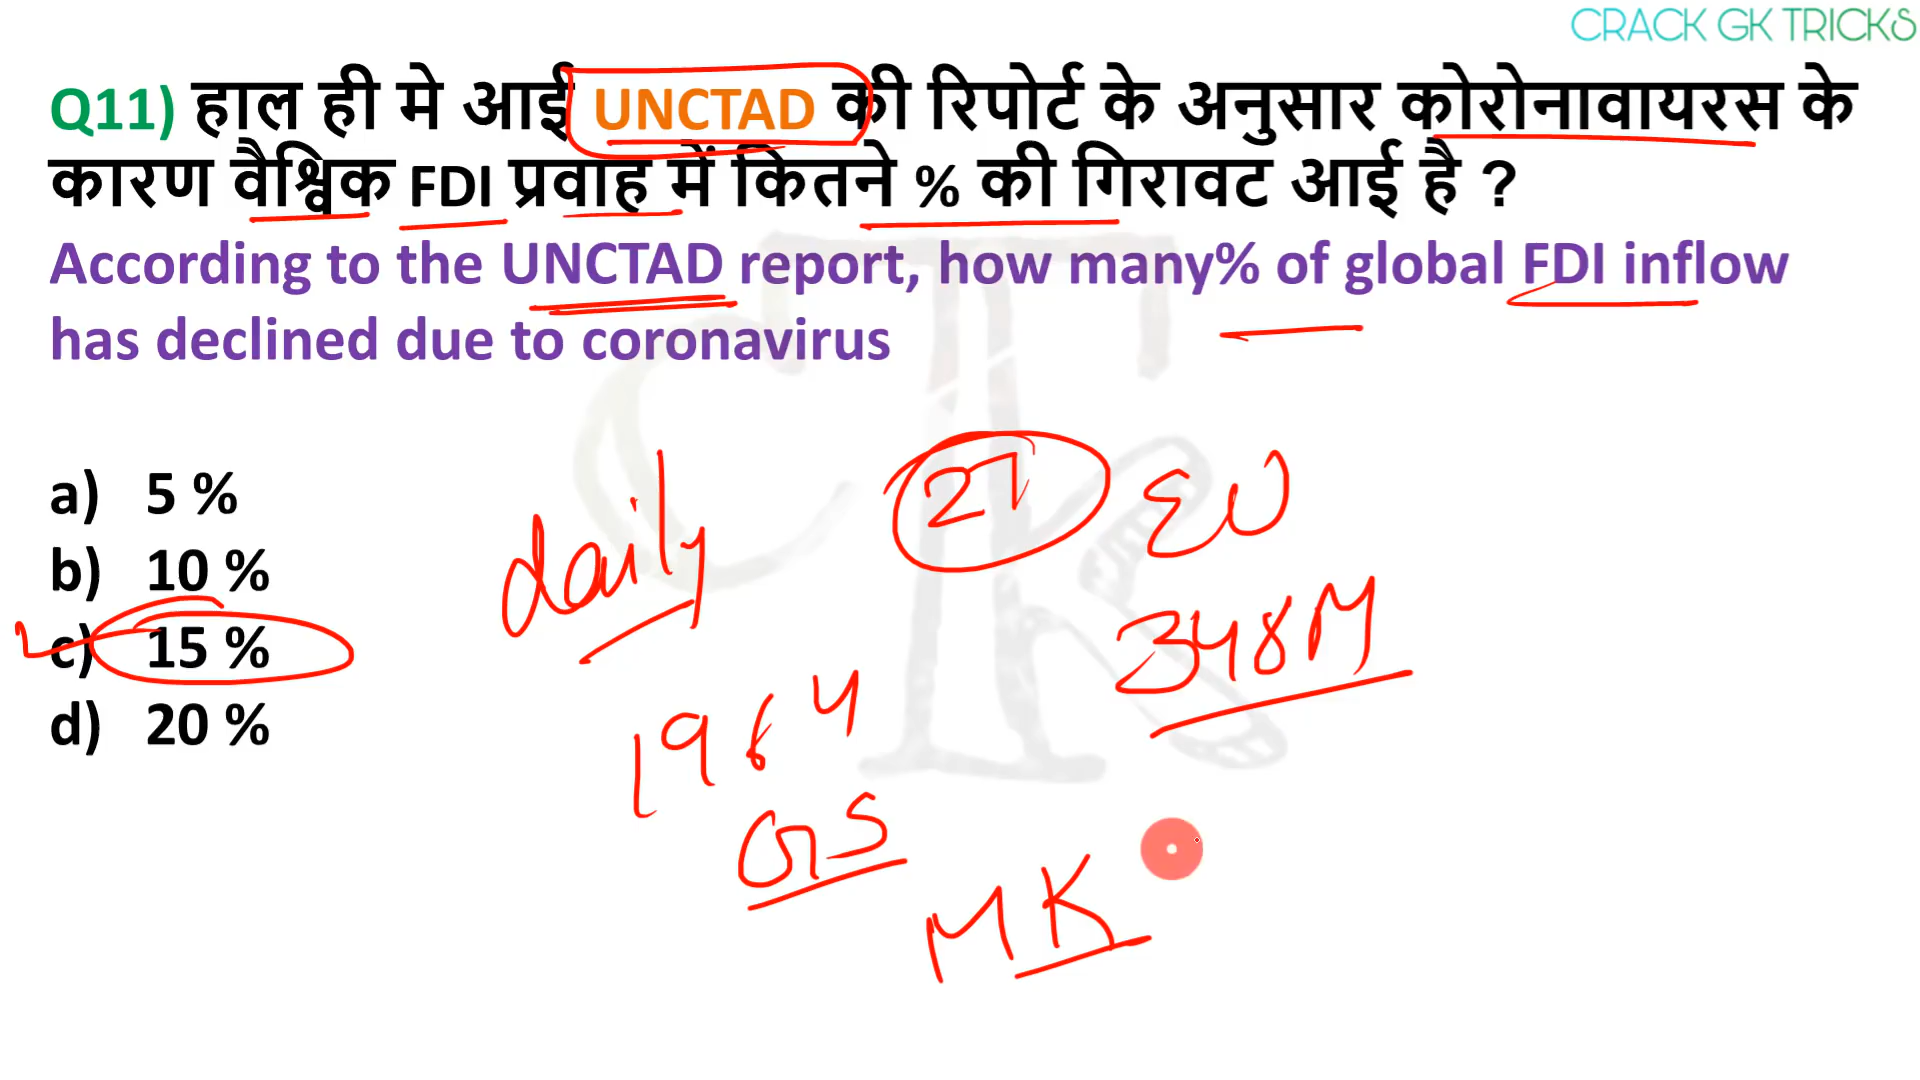 CRACK GK TRICKS
Q11) हाल ही मे आई UNCTAD की रिपोर्ट के अनुसार कोरोनावायरस के
कारण वैश्विक FDI प्रवाह में कितने % की गिरावट आई है ?
According to the UNCTAD report, how many% of global FDI inflow
has declined due to coronavirus
a) 5 %
b) 10 %
c) 15 %
d) 20 %
daily
27 EU
348M
1964
GS
MK